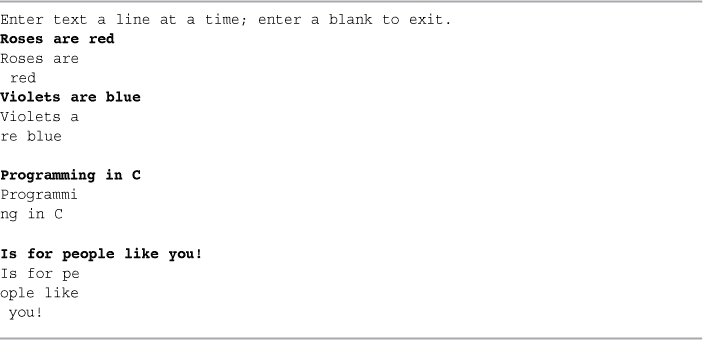 Enter text a line at a time; enter a blank to exit.
Roses are red
Roses are
 red
Violets are blue
Violets a
re blue

Programming in C
Programmi
ng in C

Is for people like you!
Is for pe
ople like
 you!